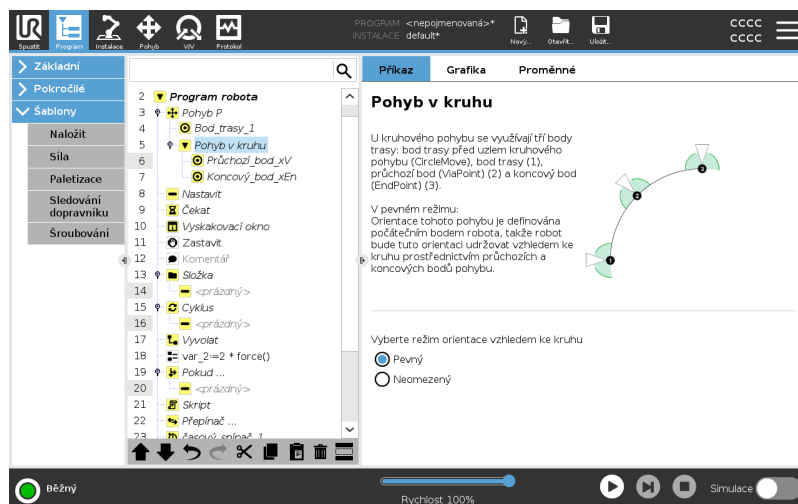 PROGRAM <nepojmenovaná>*
INSTALACE default*
CCCC
CCCC
Spustit
Program
Instalace
Pohyb
V/V
Protokol
Nový...
Otevřít...
Uložit...
Základní
Pokročilé
Šablony
Naložit
Síla
Paletizace
Sledování
dopravníku
Šroubování
2 Program robota
3 Pohyb P
4 Bod_trasy_1
5 Pohyb v kruhu
6 Průchozí_bod_xV
7 Koncový_bod_xEn
8 Nastavit
9 Čekat
10 Vyskakovací okno
11 Zastavit
12 Komentář
13 Složka
14 <prázdný>
15 Cyklus
16 <prázdný>
17 Vyvolat
18 var_2≔2 * force()
19 Pokud ...
20 <prázdný>
21 Skript
22 Přepínač ...
23 časový_spínač_1
Příkaz
Grafika
Proměnné
Pohyb v kruhu
U kruhového pohybu se využívají tří body
trasy: bod trasy před uzlem kruhového
pohybu (CircleMove), bod trasy (1),
průchozí bod (ViaPoint) (2) a koncový bod
(EndPoint) (3).
V pevném režimu:
Orientace tohoto pohybu je definována
počátečním bodem robota, takže robot
bude tuto orientaci udržovat vzhledem ke
kruhu prostřednictvím průchozích a
koncových bodů pohybu.
1
2
3
Vyberte režim orientace vzhledem ke kruhu
Pevný
Neomezený
Běžný
Rychlost 100%
Simulace